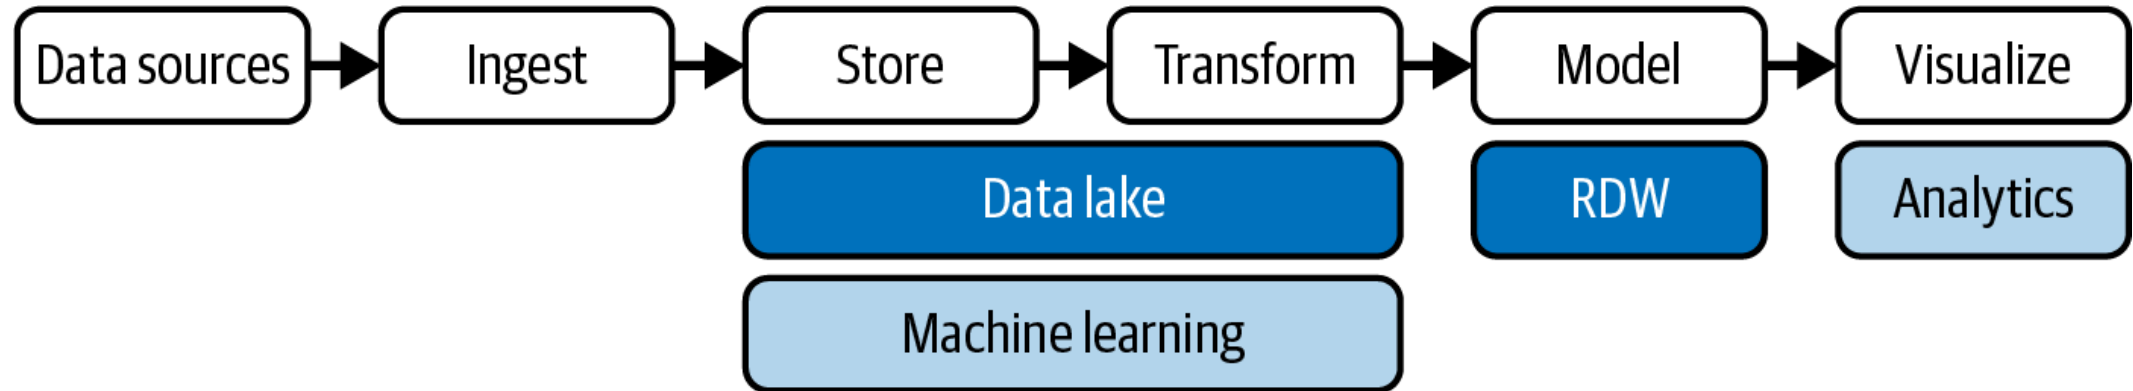 Data sources
Ingest
Store
Transform
Model
Visualize
Data lake
RDW
Analytics
Machine learning